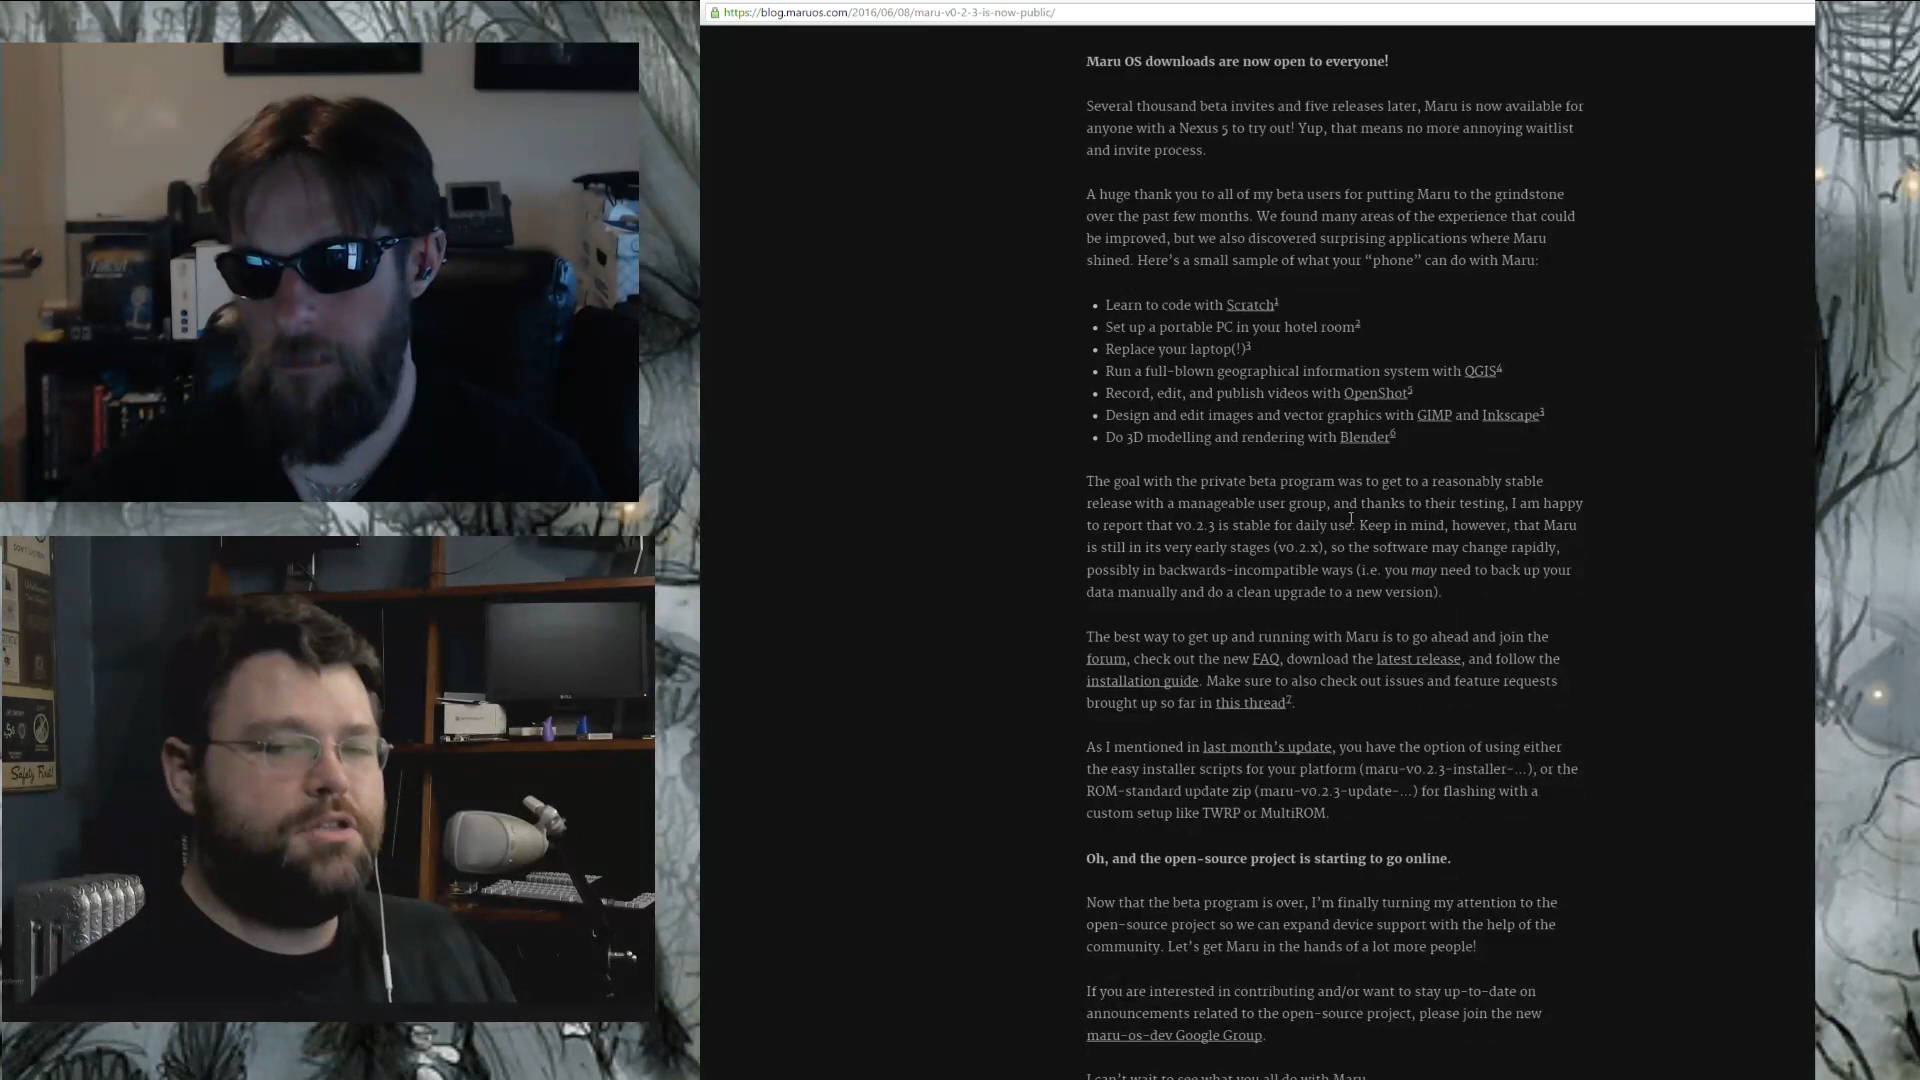 https://blog.maruos.com/2016/06/08/maru-v0-2-3-is-now-public/
Maru OS downloads are now open to everyone!
Several thousand beta invites and five releases later, Maru is now available for
anyone with a Nexus 5 to try out! Yup, that means no more annoying waitlist
and invite process.
A huge thank you to all of my beta users for putting Maru to the grindstone
over the past few months. We found many areas of the experience that could
be improved, but we also discovered surprising applications where Maru
shined. Here’s a small sample of what your “phone” can do with Maru:
• Learn to code with Scratch1
• Set up a portable PC in your hotel room2
• Replace your laptop(!)3
• Run a full-blown geographical information system with QGIS4
• Record, edit, and publish videos with OpenShot5
• Design and edit images and vector graphics with GIMP and Inkscape3
• Do 3D modelling and rendering with Blender6
The goal with the private beta program was to get to a reasonably stable
release with a manageable user group, and thanks to their testing, I am happy
to report that v0.2.3 is stable for daily use. Keep in mind, however, that Maru
is still in its very early stages (v0.2.x), so the software may change rapidly,
possibly in backwards-incompatible ways (i.e. you may need to back up your
data manually and do a clean upgrade to a new version).
The best way to get up and running with Maru is to go ahead and join the
forum, check out the new FAQ, download the latest release, and follow the
installation guide. Make sure to also check out issues and feature requests
brought up so far in this thread7.
As I mentioned in last month’s update, you have the option of using either
the easy installer scripts for your platform (maru-v0.2.3-installer-…), or the
ROM-standard update zip (maru-v0.2.3-update-…) for flashing with a
custom setup like TWRP or MultiROM.
Oh, and the open-source project is starting to go online.
Now that the beta program is over, I’m finally turning my attention to the
open-source project so we can expand device support with the help of the
community. Let’s get Maru in the hands of a lot more people!
If you are interested in contributing and/or want to stay up-to-date on
announcements related to the open-source project, please join the new
maru-os-dev Google Group.
I can’t wait to see what you all do with Maru.
Fallout
DELL
Safety First!